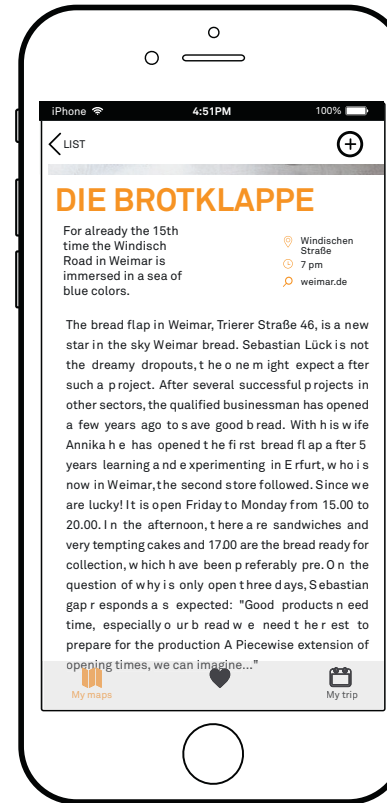 iPhone 4:51PM 100%
LIST
DIE BROTKLAPPE
For already the 15th
time the Windisch
Road in Weimar is
immersed in a sea of
blue colors.
Windischen
Straße
7 pm
weimar.de
The bread flap in Weimar, Trierer Straße 46, is a new
star in the sky Weimar bread. Sebastian Lück is not
the dreamy dropouts, t he o ne m ight expect a fter
such a p roject. After several successful p rojects in
other sectors, the qualified businessman has opened
a few years ago to s ave good b read. With h is w ife
Annika h e has opened t he fi rst bread fl ap a fter 5
years learning a nd e xperimenting in E rfurt, w ho i s
now in Weimar, the second s tore followed. Since we
are lucky! It is open Friday to Monday from 15.00 to
20.00. I n the afternoon, t here a re sandwiches and
very tempting cakes and 17.00 are the bread ready for
collection, w hich h ave been p referably pre. O n the
question of w hy i s only open t hree d ays, S ebastian
gap r esponds a s expected: "Good products n eed
time, especially o ur b read w e need t he r est to
prepare for the production A Piecewise extension of
opening times, we can imagine..."
My maps My trip